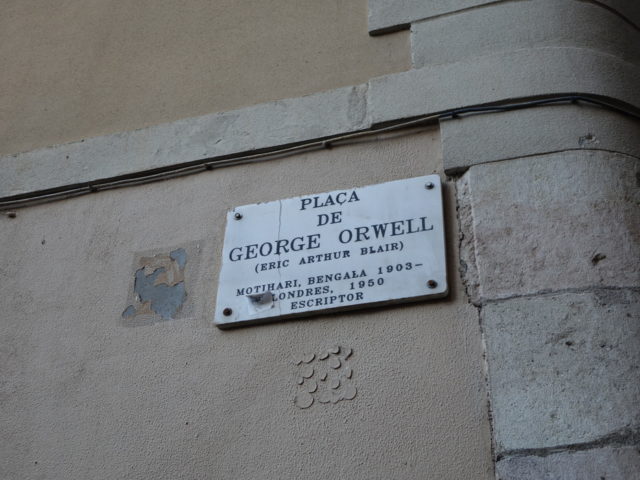 PLAÇA
DE
GEORGE ORWELL
(ERIC ARTHUR BLAIR)
MOTIHARI, BENGALA 1903-
LONDRES, 1950
ESCRIPTOR